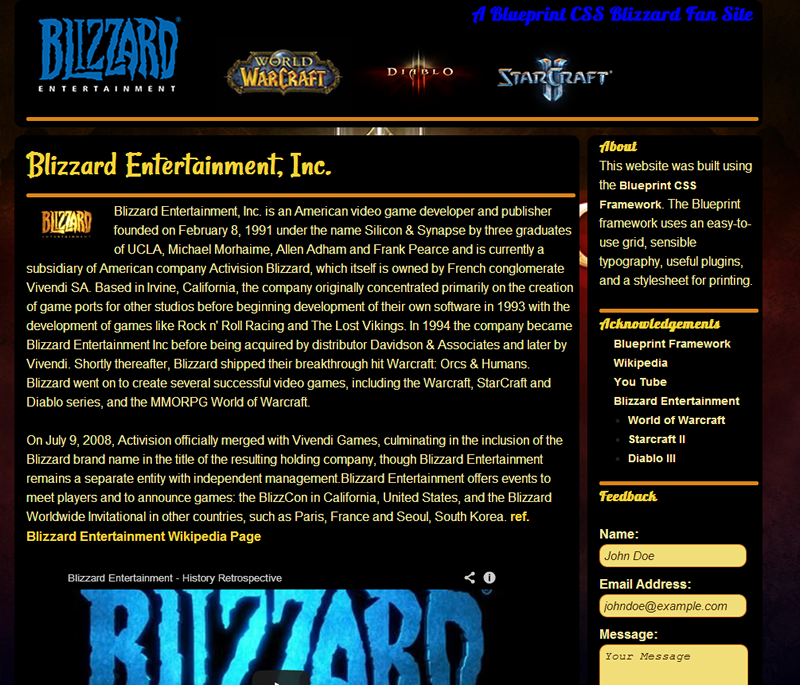 A Blueprint CSS Blizzard Fan Site
BLIZZARD
ENTERTAINMENT
WORLD
WARCRAFT
DIABLO
STARCRAFT
Blizzard Entertainment, Inc.
BLIZZARD
Blizzard Entertainment, Inc. is an American video game developer and publisher
founded on February 8, 1991 under the name Silicon & Synapse by three graduates
of UCLA, Michael Morhaime, Allen Adham and Frank Pearce and is currently a
subsidiary of American company Activision Blizzard, which itself is owned by French conglomerate
Vivendi SA. Based in Irvine, California, the company originally concentrated primarily on the creation
of game ports for other studios before beginning development of their own software in 1993 with the
development of games like Rock n' Roll Racing and The Lost Vikings. In 1994 the company became
Blizzard Entertainment Inc before being acquired by distributor Davidson & Associates and later by
Vivendi. Shortly thereafter, Blizzard shipped their breakthrough hit Warcraft: Orcs & Humans.
Blizzard went on to create several successful video games, including the Warcraft, StarCraft and
Diablo series, and the MMORPG World of Warcraft.
On July 9, 2008, Activision officially merged with Vivendi Games, culminating in the inclusion of the
Blizzard brand name in the title of the resulting holding company, though Blizzard Entertainment
remains a separate entity with independent management.Blizzard Entertainment offers events to
meet players and to announce games: the BlizzCon in California, United States, and the Blizzard
Worldwide Invitational in other countries, such as Paris, France and Seoul, South Korea. ref.
Blizzard Entertainment Wikipedia Page
Blizzard Entertainment - History Retrospective
BLIZZARD
About
This website was built using
the Blueprint CSS
Framework. The Blueprint
framework uses an easy-to-
use grid, sensible
typography, useful plugins,
and a stylesheet for printing.
Acknowledgements
Blueprint Framework
Wikipedia
You Tube
Blizzard Entertainment
World of Warcraft
Starcraft II
Diablo III
Feedback
Name:
John Doe
Email Address:
johndoe@example.com
Message:
Your Message